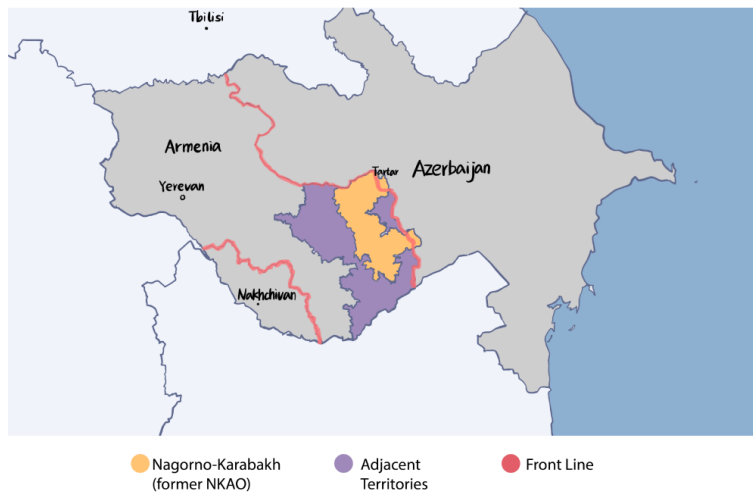 Tbilisi
Armenia
Tartar
Azerbaijan
Yerevan
Nakhchivan
Nagorno-Karabakh
(former NKAO)
Adjacent
Territories
Front Line